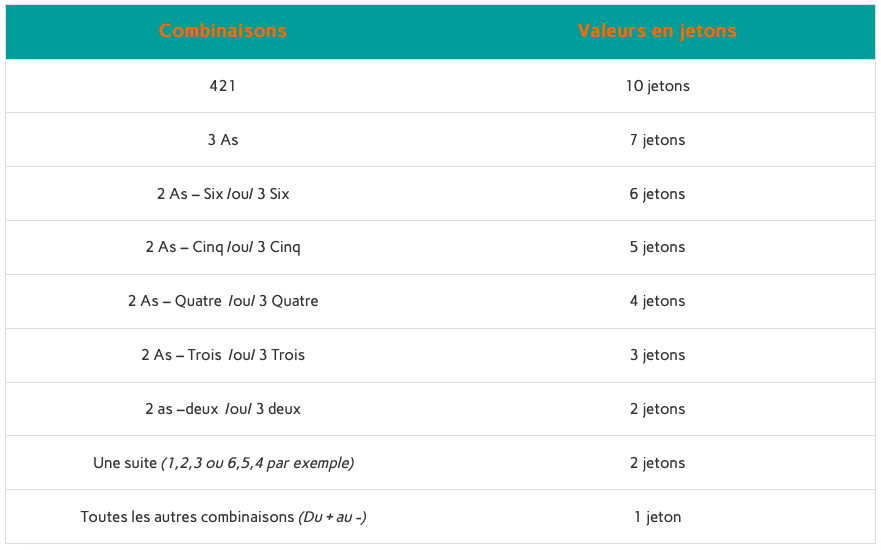 Combinaisons Valeurs en jetons
421 10 jetons
3 As 7 jetons
2 As – Six /ou/ 3 Six 6 jetons
2 As – Cinq /ou/ 3 Cinq 5 jetons
2 As – Quatre /ou/ 3 Quatre 4 jetons
2 As – Trois /ou/ 3 Trois 3 jetons
2 as –deux /ou/ 3 deux 2 jetons
Une suite (1,2,3 ou 6,5,4 par exemple) 2 jetons
Toutes les autres combinaisons (Du + au -) 1 jeton